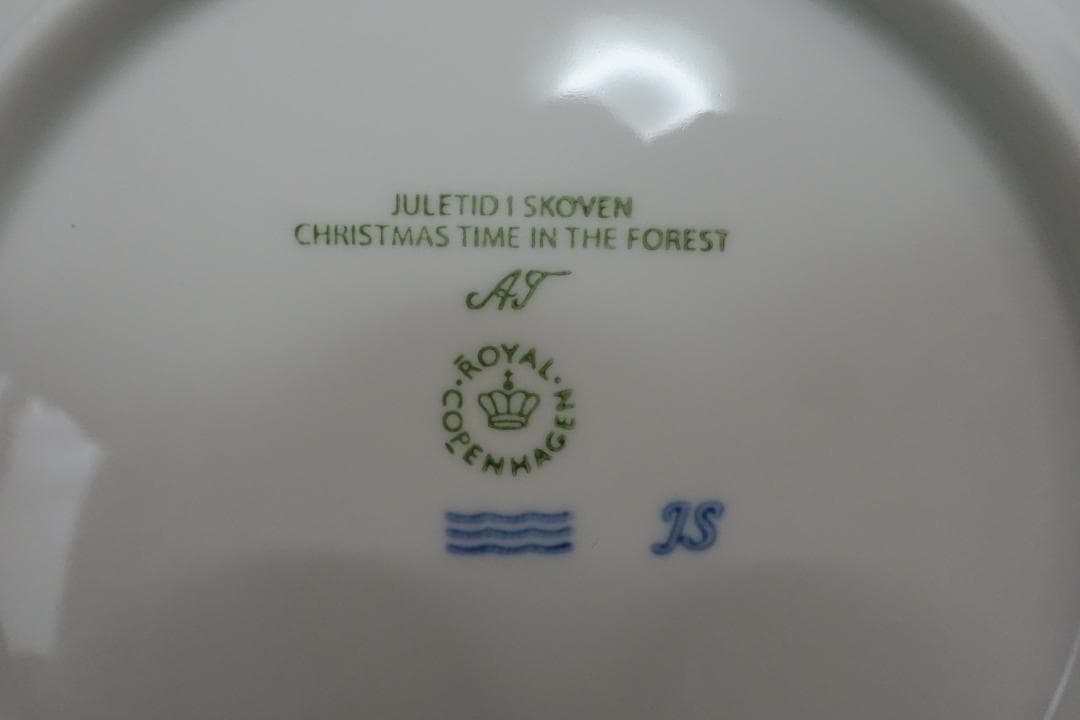 JULETID I SKOVEN
CHRISTMAS TIME IN THE FOREST
AT
ROYAL · COPENHAGEN ·
JS